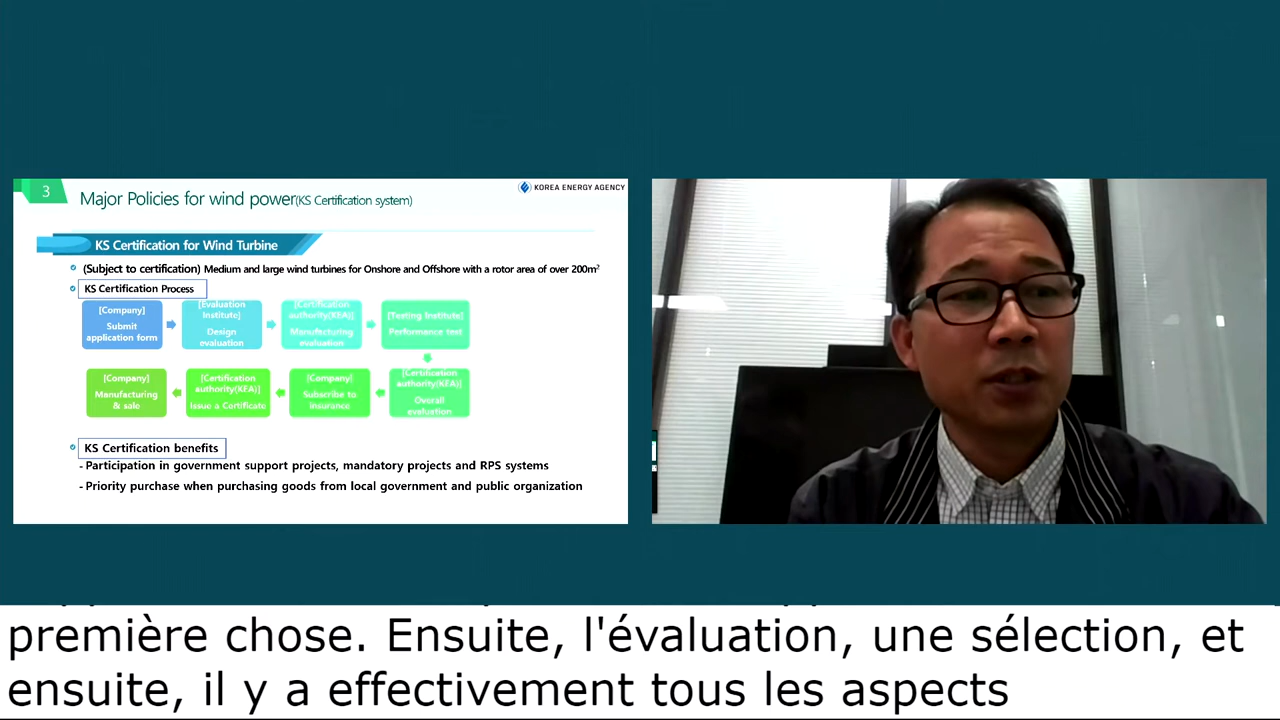 3
KOREA ENERGY AGENCY
Major Policies for wind power(KS Certification system)
KS Certification for Wind Turbine
(Subject to certification) Medium and large wind turbines for Onshore and Offshore with a rotor area of over 200m²
KS Certification Process
[Company]
Submit
application form
[Evaluation
Institute]
Design
evaluation
[Certification
authority(KEA)]
Manufacturing
evaluation
[Testing Institute]
Performance test
[Company]
Manufacturing
& sale
[Certification
authority(KEA)]
Issue a Certificate
[Company]
Subscribe to
insurance
[Certification
authority(KEA)]
Overall
evaluation
KS Certification benefits
- Participation in government support projects, mandatory projects and RPS systems
- Priority purchase when purchasing goods from local government and public organization
première chose. Ensuite, l'évaluation, une sélection, et
ensuite, il y a effectivement tous les aspects